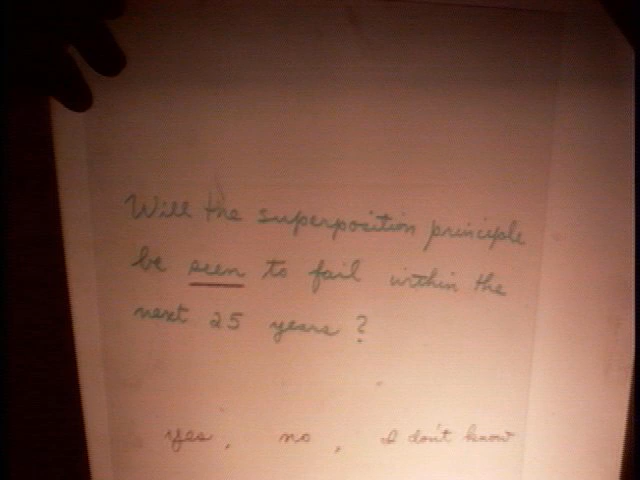 Will the superposition principle
be seen to fail within the
next 25 years ?
yes , no , I don't know